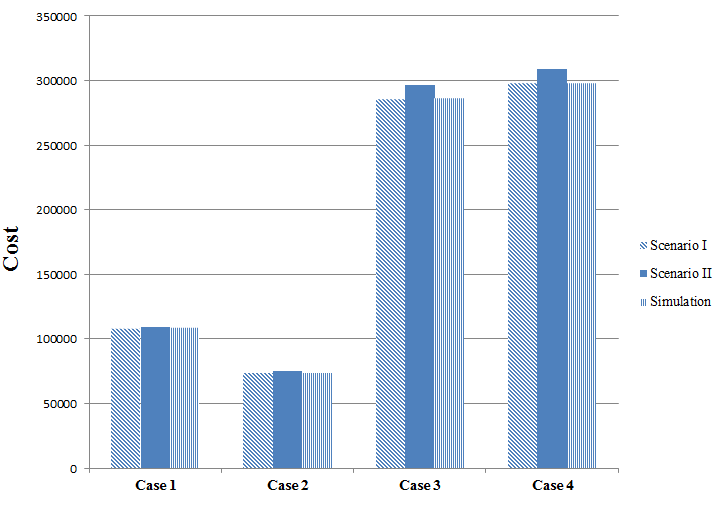 350000
300000
250000
200000
150000
100000
50000
0
Cost
Case 1
Case 2
Case 3
Case 4
Scenario I
Scenario II
Simulation